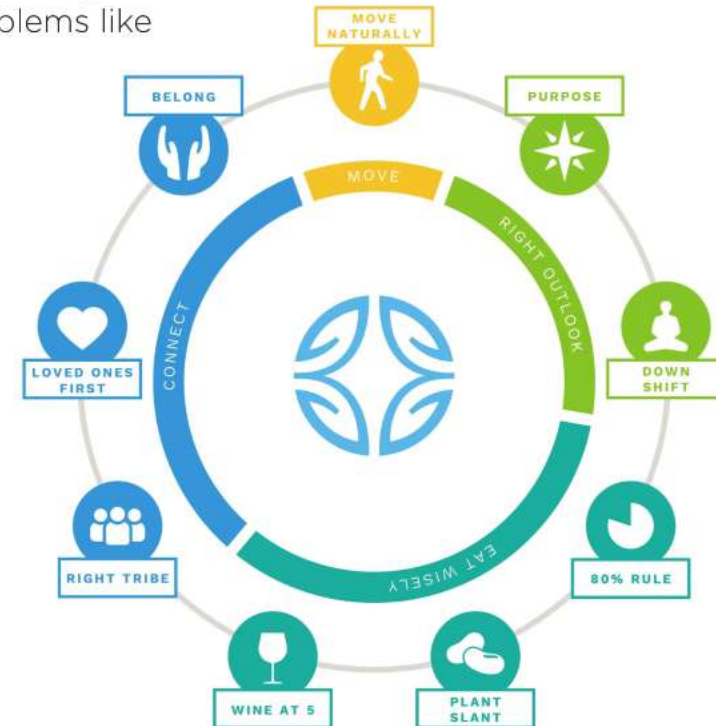 blems like
MOVE
NATURALLY
BELONG
PURPOSE
MOVE
RIGHT OUTLOOK
CONNECT
LOVED ONES
FIRST
DOWN
SHIFT
RIGHT TRIBE
80% RULE
EAT WISELY
WINE AT 5
PLANT
SLANT